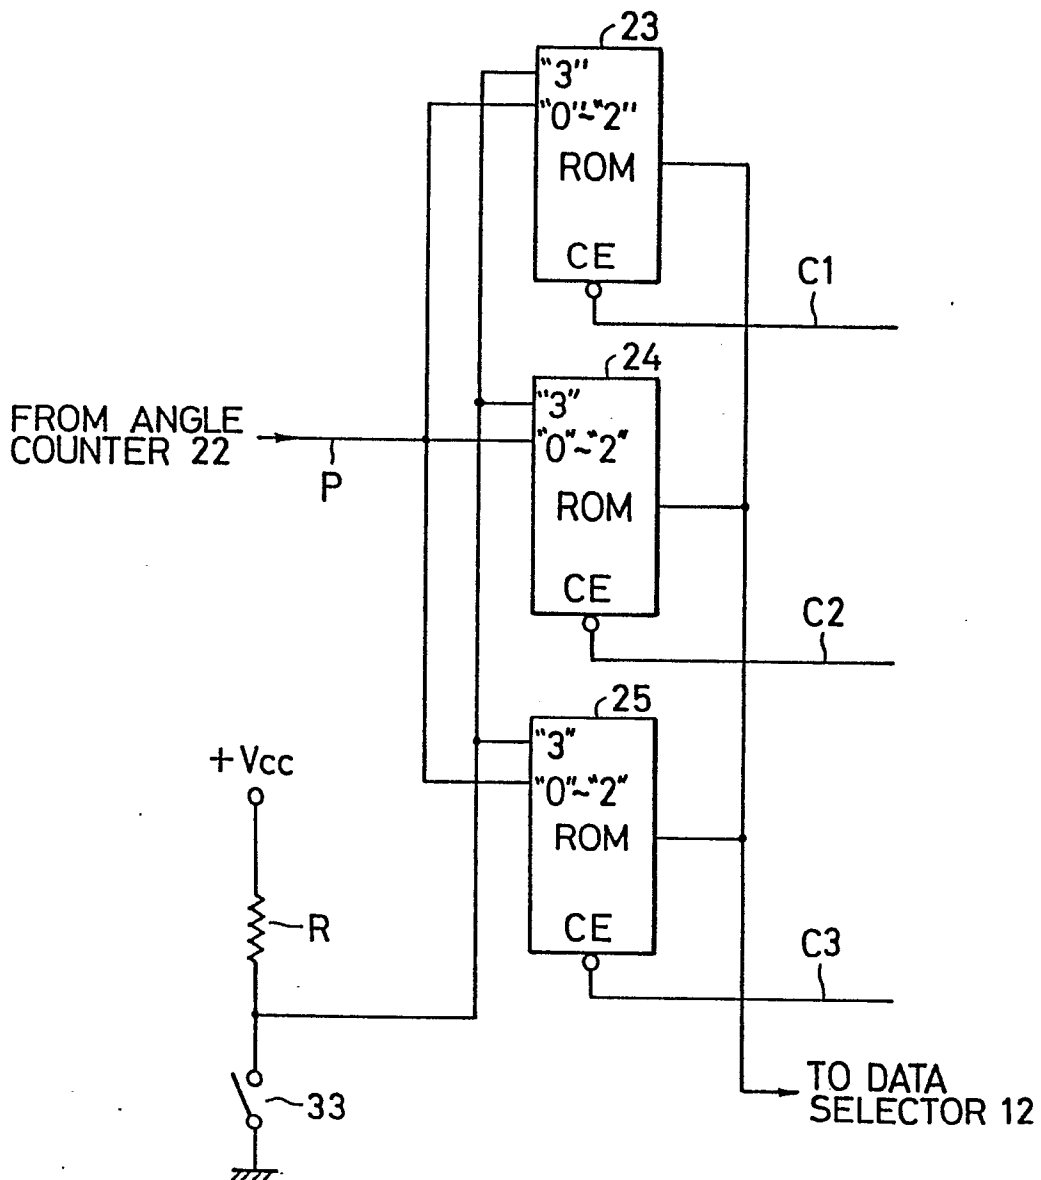 23
"3"
"0"~"2"
ROM
CE
C1
24
FROM ANGLE
COUNTER 22
P
"3"
"0"~"2"
ROM
CE
C2
25
"3"
"0"~"2"
ROM
CE
+Vcc
R
C3
33
TO DATA
SELECTOR 12